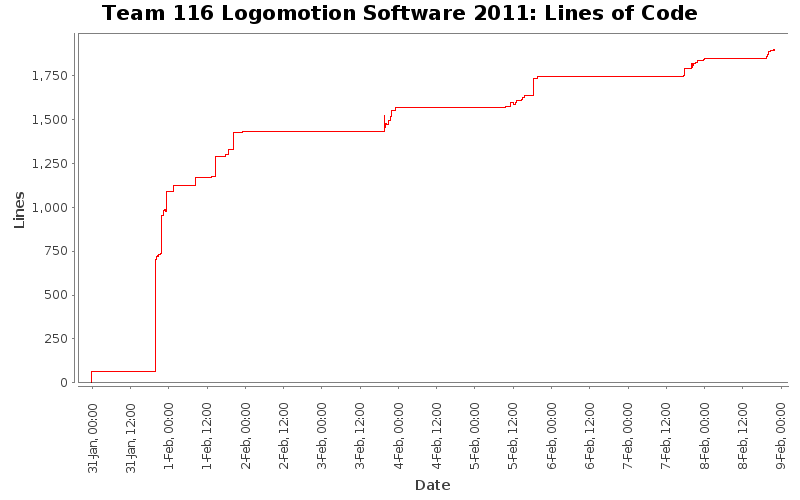 Team 116 Logomotion Software 2011: Lines of Code
Lines
1,750
1,500
1,250
1,000
750
500
250
0
31-Jan, 00:00
31-Jan, 12:00
1-Feb, 00:00
1-Feb, 12:00
2-Feb, 00:00
2-Feb, 12:00
3-Feb, 00:00
3-Feb, 12:00
4-Feb, 00:00
4-Feb, 12:00
5-Feb, 00:00
5-Feb, 12:00
6-Feb, 00:00
6-Feb, 12:00
7-Feb, 00:00
7-Feb, 12:00
8-Feb, 00:00
8-Feb, 12:00
9-Feb, 00:00
Date